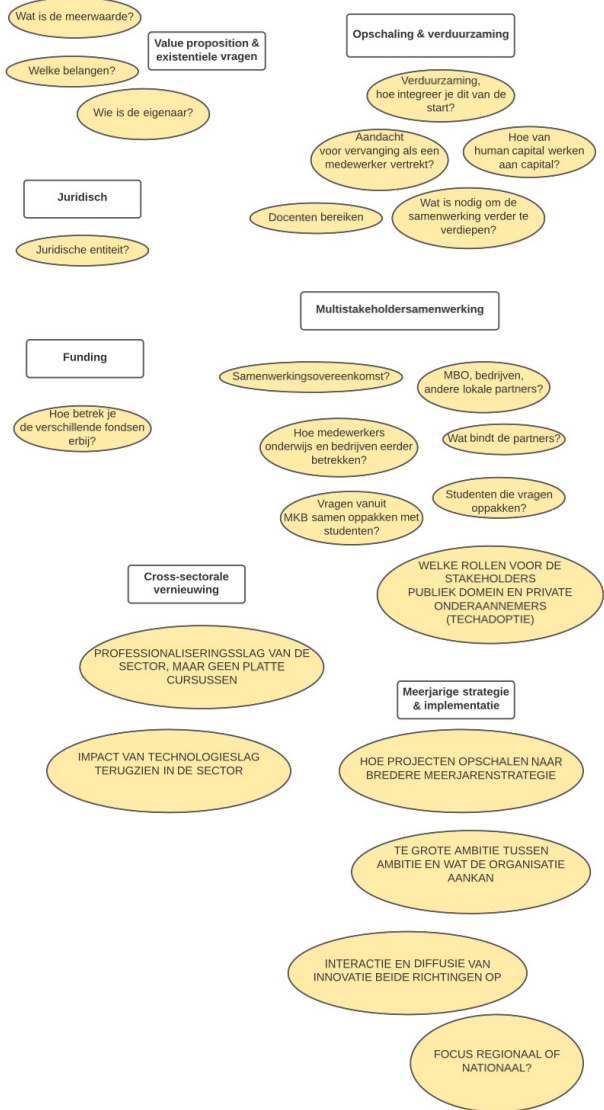 Wat is de meerwaarde?
Value proposition &
existentiele vragen
Welke belangen?
Wie is de eigenaar?
Opschaling & verduurzaming
Verduurzaming,
hoe integreer je dit van de
start?
Aandacht
voor vervanging als een
medewerker vertrekt?
Hoe van
human capital werken
aan capital?
Docenten bereiken
Wat is nodig om de
samenwerking verder te
verdiepen?
Juridisch
Juridische entiteit?
Multistakeholdersamenwerking
Funding
Hoe betrek je
de verschillende fondsen
erbij?
Samenwerkingsovereenkomst?
MBO, bedrijven,
andere lokale partners?
Hoe medewerkers
onderwijs en bedrijven eerder
betrekken?
Wat bindt de partners?
Vragen vanuit
MKB samen oppakken met
studenten?
Studenten die vragen
oppakken?
WELKE ROLLEN VOOR DE
STAKEHOLDERS
PUBLIEK DOMEIN EN PRIVATE
ONDERAANNEMERS
(TECHADOPTIE)
Cross-sectorale
vernieuwing
PROFESSIONALISERINGSSLAG VAN DE
SECTOR, MAAR GEEN PLATTE
CURSUSSEN
IMPACT VAN TECHNOLOGIESLAG
TERUGZIEN IN DE SECTOR
Meerjarige strategie
& implementatie
HOE PROJECTEN OPSCHALEN NAAR
BREDERE MEERJARENSTRATEGIE
TE GROTE AMBITIE TUSSEN
AMBITIE EN WAT DE ORGANISATIE
AANKAN
INTERACTIE EN DIFFUSIE VAN
INNOVATIE BEIDE RICHTINGEN OP
FOCUS REGIONAAL OF
NATIONAAL?